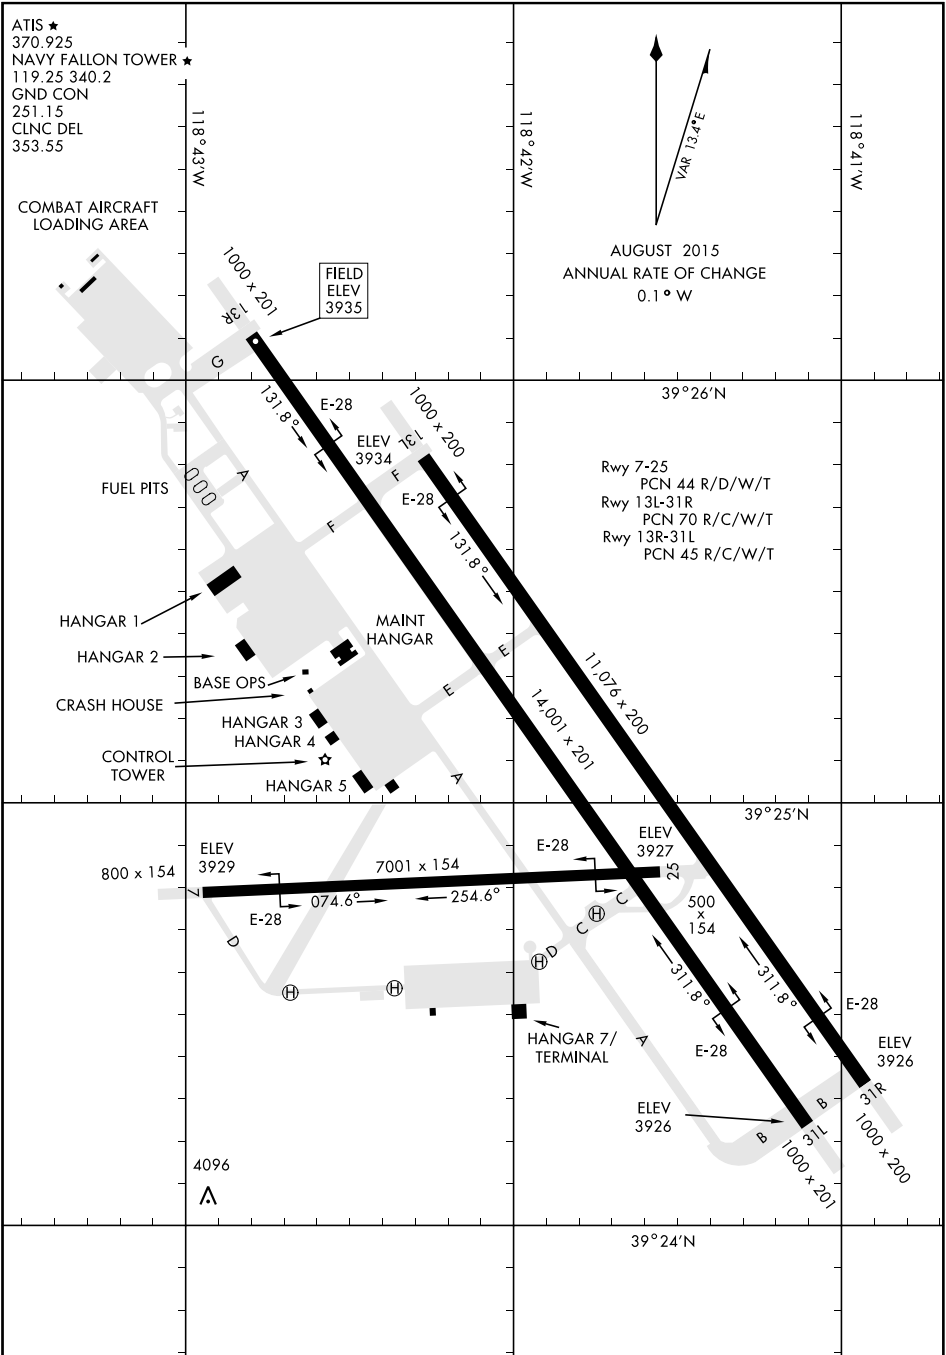 ATIS ★
370.925
NAVY FALLON TOWER ★
119.25 340.2
GND CON
251.15
CLNC DEL
353.55
118°43'W
118°42'W
118°41'W
VAR 13.4°E
AUGUST 2015
ANNUAL RATE OF CHANGE
0.1° W
COMBAT AIRCRAFT
LOADING AREA
1000 x 201
FIELD
ELEV
3935
13R
G
39°26'N
131.8°
E-28
1000 x 200
13L
ELEV
3934
F
A
FUEL PITS
E-28
F
131.8°
Rwy 7-25
PCN 44 R/D/W/T
Rwy 13L-31R
PCN 70 R/C/W/T
Rwy 13R-31L
PCN 45 R/C/W/T
HANGAR 1
MAINT
HANGAR
HANGAR 2
E
E
BASE OPS
CRASH HOUSE
11,076 x 200
14,001 x 201
HANGAR 3
HANGAR 4
CONTROL
TOWER
HANGAR 5
A
39°25'N
ELEV
3929
800 x 154
7001 x 154
E-28
ELEV
3927
7
25
E-28
074.6°
254.6°
C
C
H
500
x
154
D
D
H
H
H
311.8°
311.8°
E-28
E-28
HANGAR 7/
TERMINAL
A
ELEV
3926
ELEV
3926
B
B
31L
31R
1000 x 201
1000 x 200
4096
39°24'N